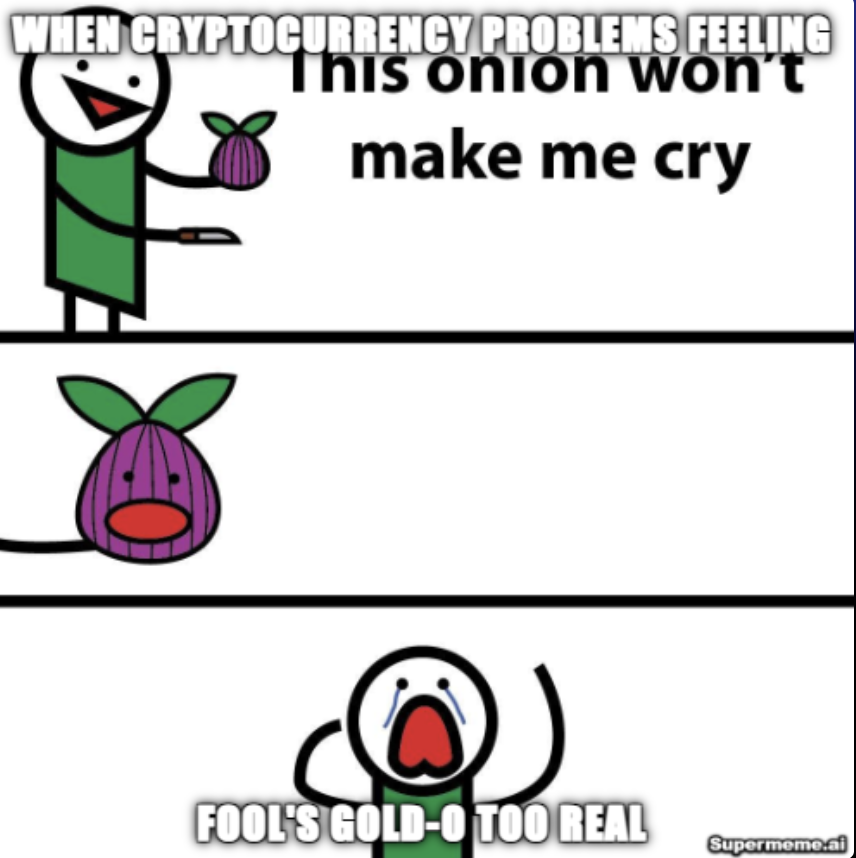 WHEN CRYPTOCURRENCY PROBLEMS FEELING
This onion won't
make me cry
FOOL'S GOLD-O TOO REAL
Supermeme.ai